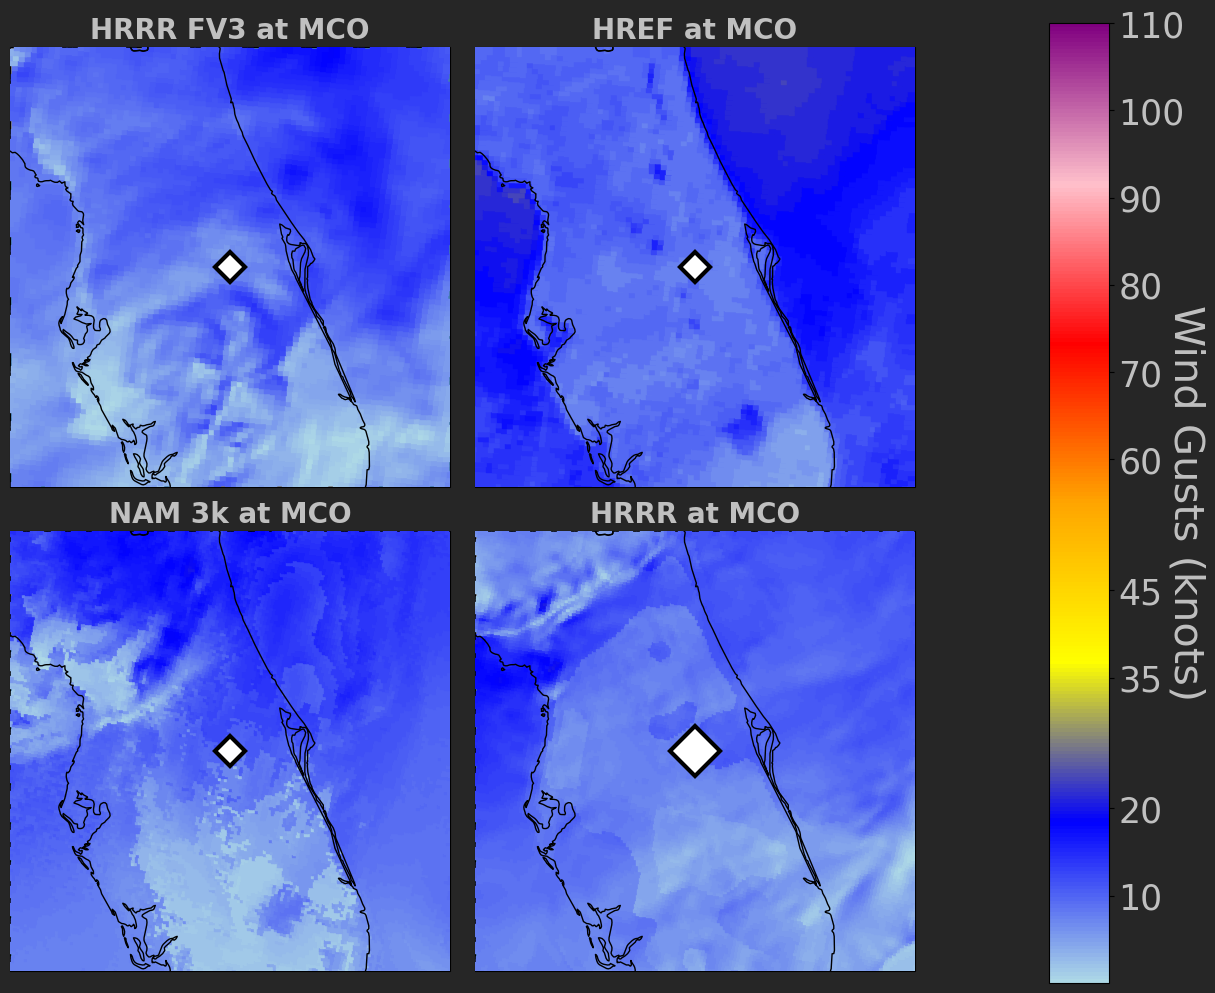 HRRR FV3 at MCO
HREF at MCO
NAM 3k at MCO
HRRR at MCO
110
100
90
80
70
60
45
35
20
10
Wind Gusts (knots)